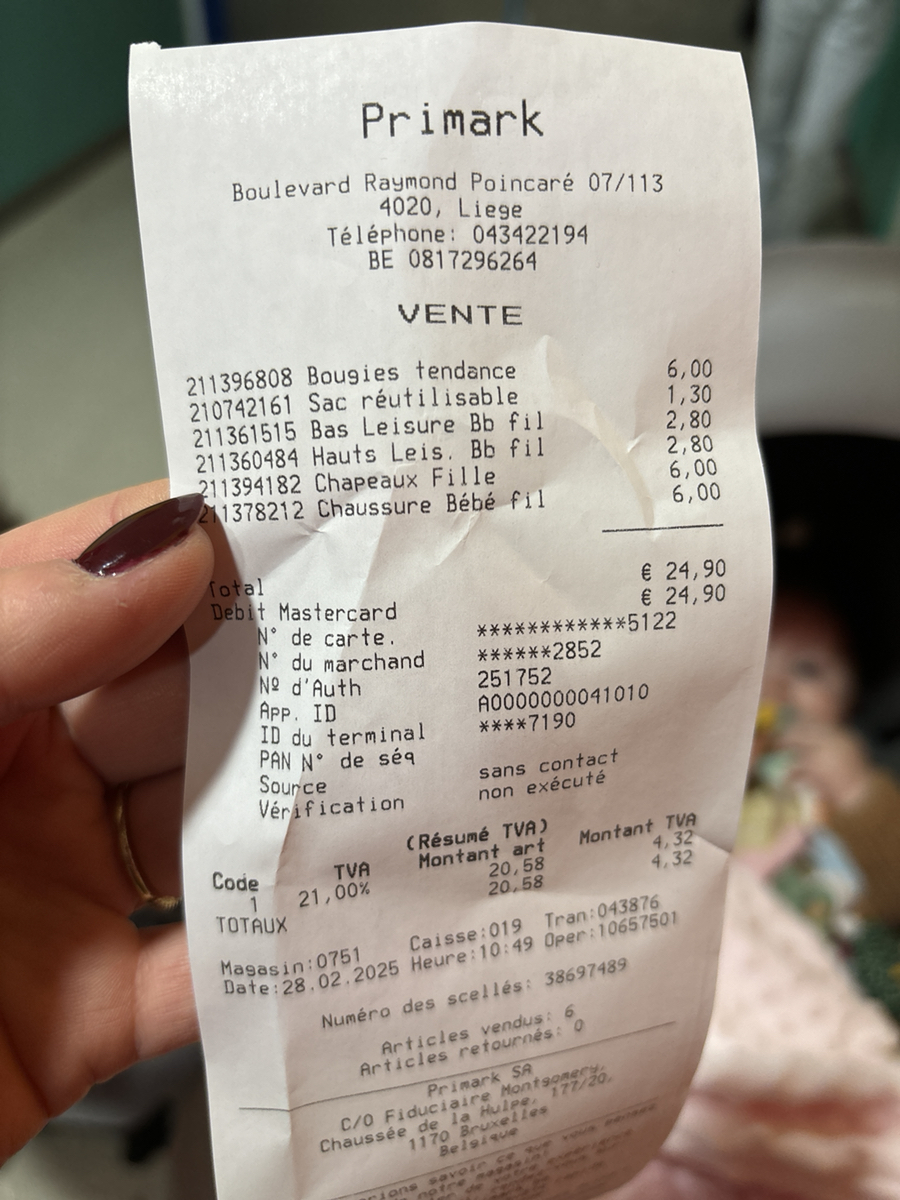 Primark
Boulevard Raymond Poincaré 07/113
4020, Liege
Téléphone: 043422194
BE 0817296264
VENTE
211396808 Bougies tendance 6,00
210742161 Sac réutilisable 1,30
211361515 Bas Leisure Bb fil 2,80
211360484 Hauts Leis. Bb fil 2,80
211394182 Chapeaux Fille 6,00
211378212 Chaussure Bébé fil 6,00
Total € 24,90
Debit Mastercard € 24,90
N° de carte. ************5122
N° du marchand ******2852
Nº d'Auth 251752
App. ID A0000000041010
ID du terminal ****7190
PAN N° de séq
Source sans contact
Vérification non exécuté
(Résumé TVA)
Code TVA Montant art Montant TVA
1 21,00% 20,58 4,32
TOTAUX 20,58 4,32
Magasin:0751 Caisse:019 Tran:043876
Date:28.02.2025 Heure:10:49 Oper:10657501
Numéro des scellés: 38697489
Articles vendus: 6
Articles retournés: 0
Primark SA
C/O Fiduciaire Montgomery,
Chaussée de la Hulpe, 177/20,
1170 Bruxelles
Belgique
savoir ce que vous
notre magasin